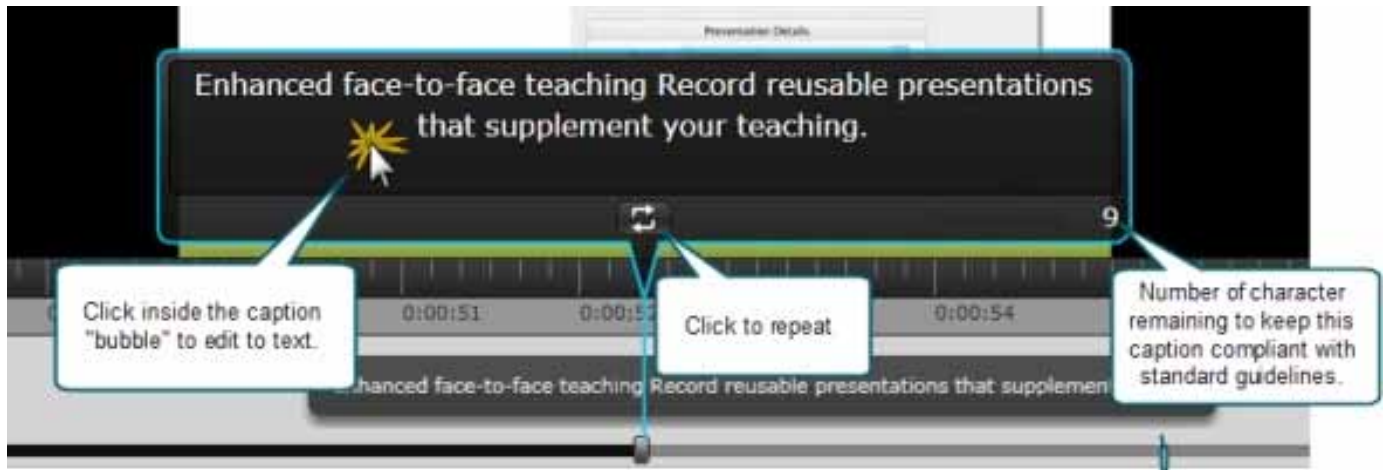 Presentation Details
Enhanced face-to-face teaching Record reusable presentations
that supplement your teaching.
9
Click inside the caption
"bubble" to edit to text.
0:00:51
Click to repeat
0:00:54
Number of character
remaining to keep this
caption compliant with
standard guidelines.
hanced face-to-face teaching Record reusable presentations that supplement